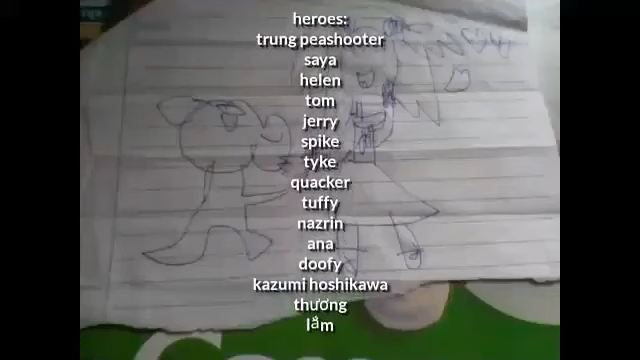 heroes:
trung peashooter
saya
helen
tom
jerry
spike
tyke
quacker
tuffy
nazrin
ana
doofy
kazumi hoshikawa
thương
lắm